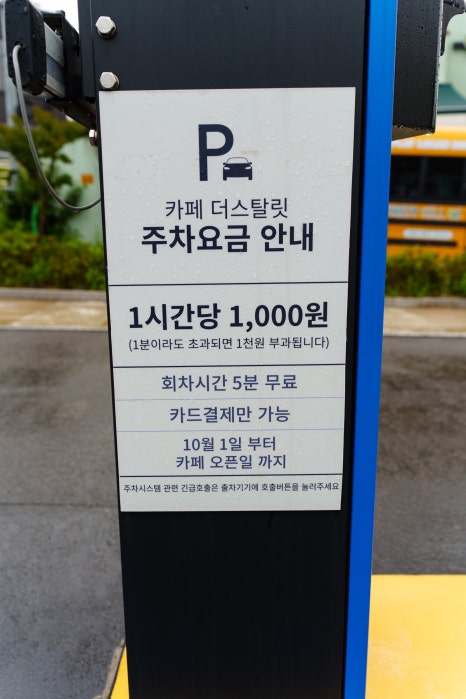 P
카페 더스탈릿
주차요금 안내
1시간당 1,000원
(1분이라도 초과되면 1천원 부과됩니다)
회차시간 5분 무료
카드결제만 가능
10월 1일 부터
카페 오픈일 까지
주차시스템 관련 긴급호출은 출차기기에 호출버튼을 눌러주세요